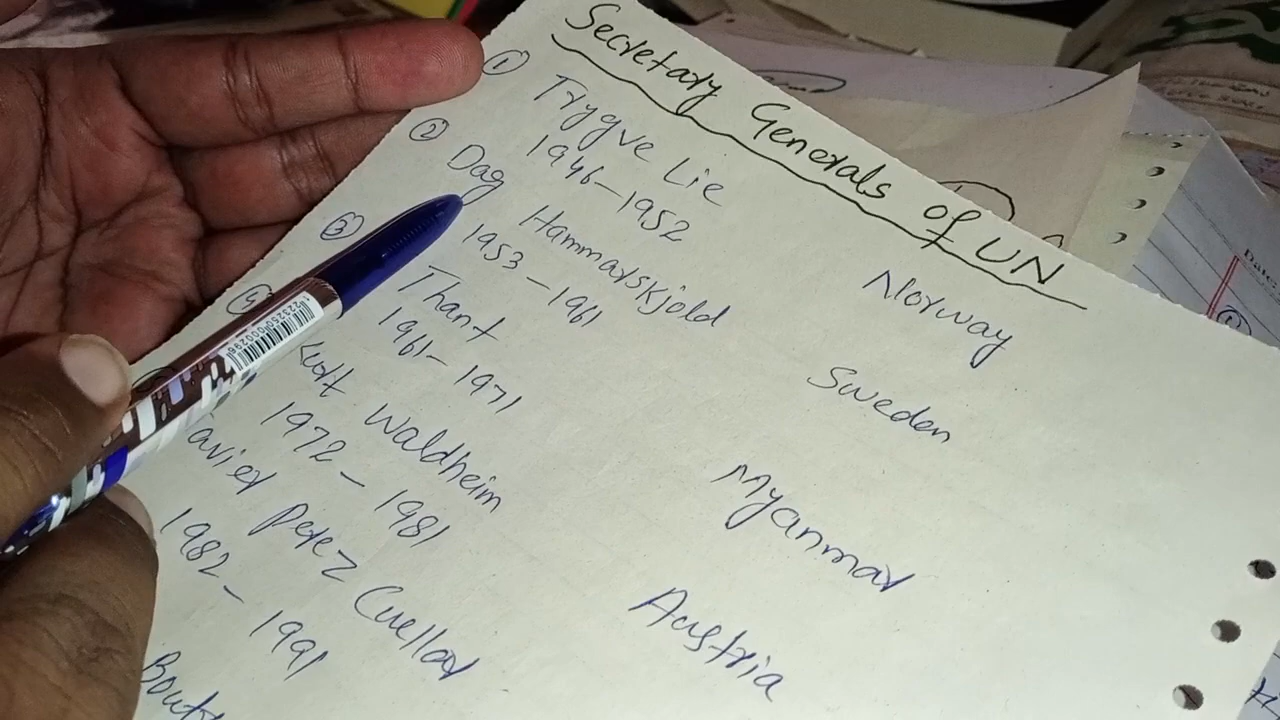 Secretary Generals of UN
① Trygve Lie Norway
1946-1952
② Dag Hammarskjold Sweden
1953-1961
③ Thant Myanmar
1961-1971
④ Kurt Waldheim Austria
1972-1981
Javier Perez Cuellar
1982-1991
Bout